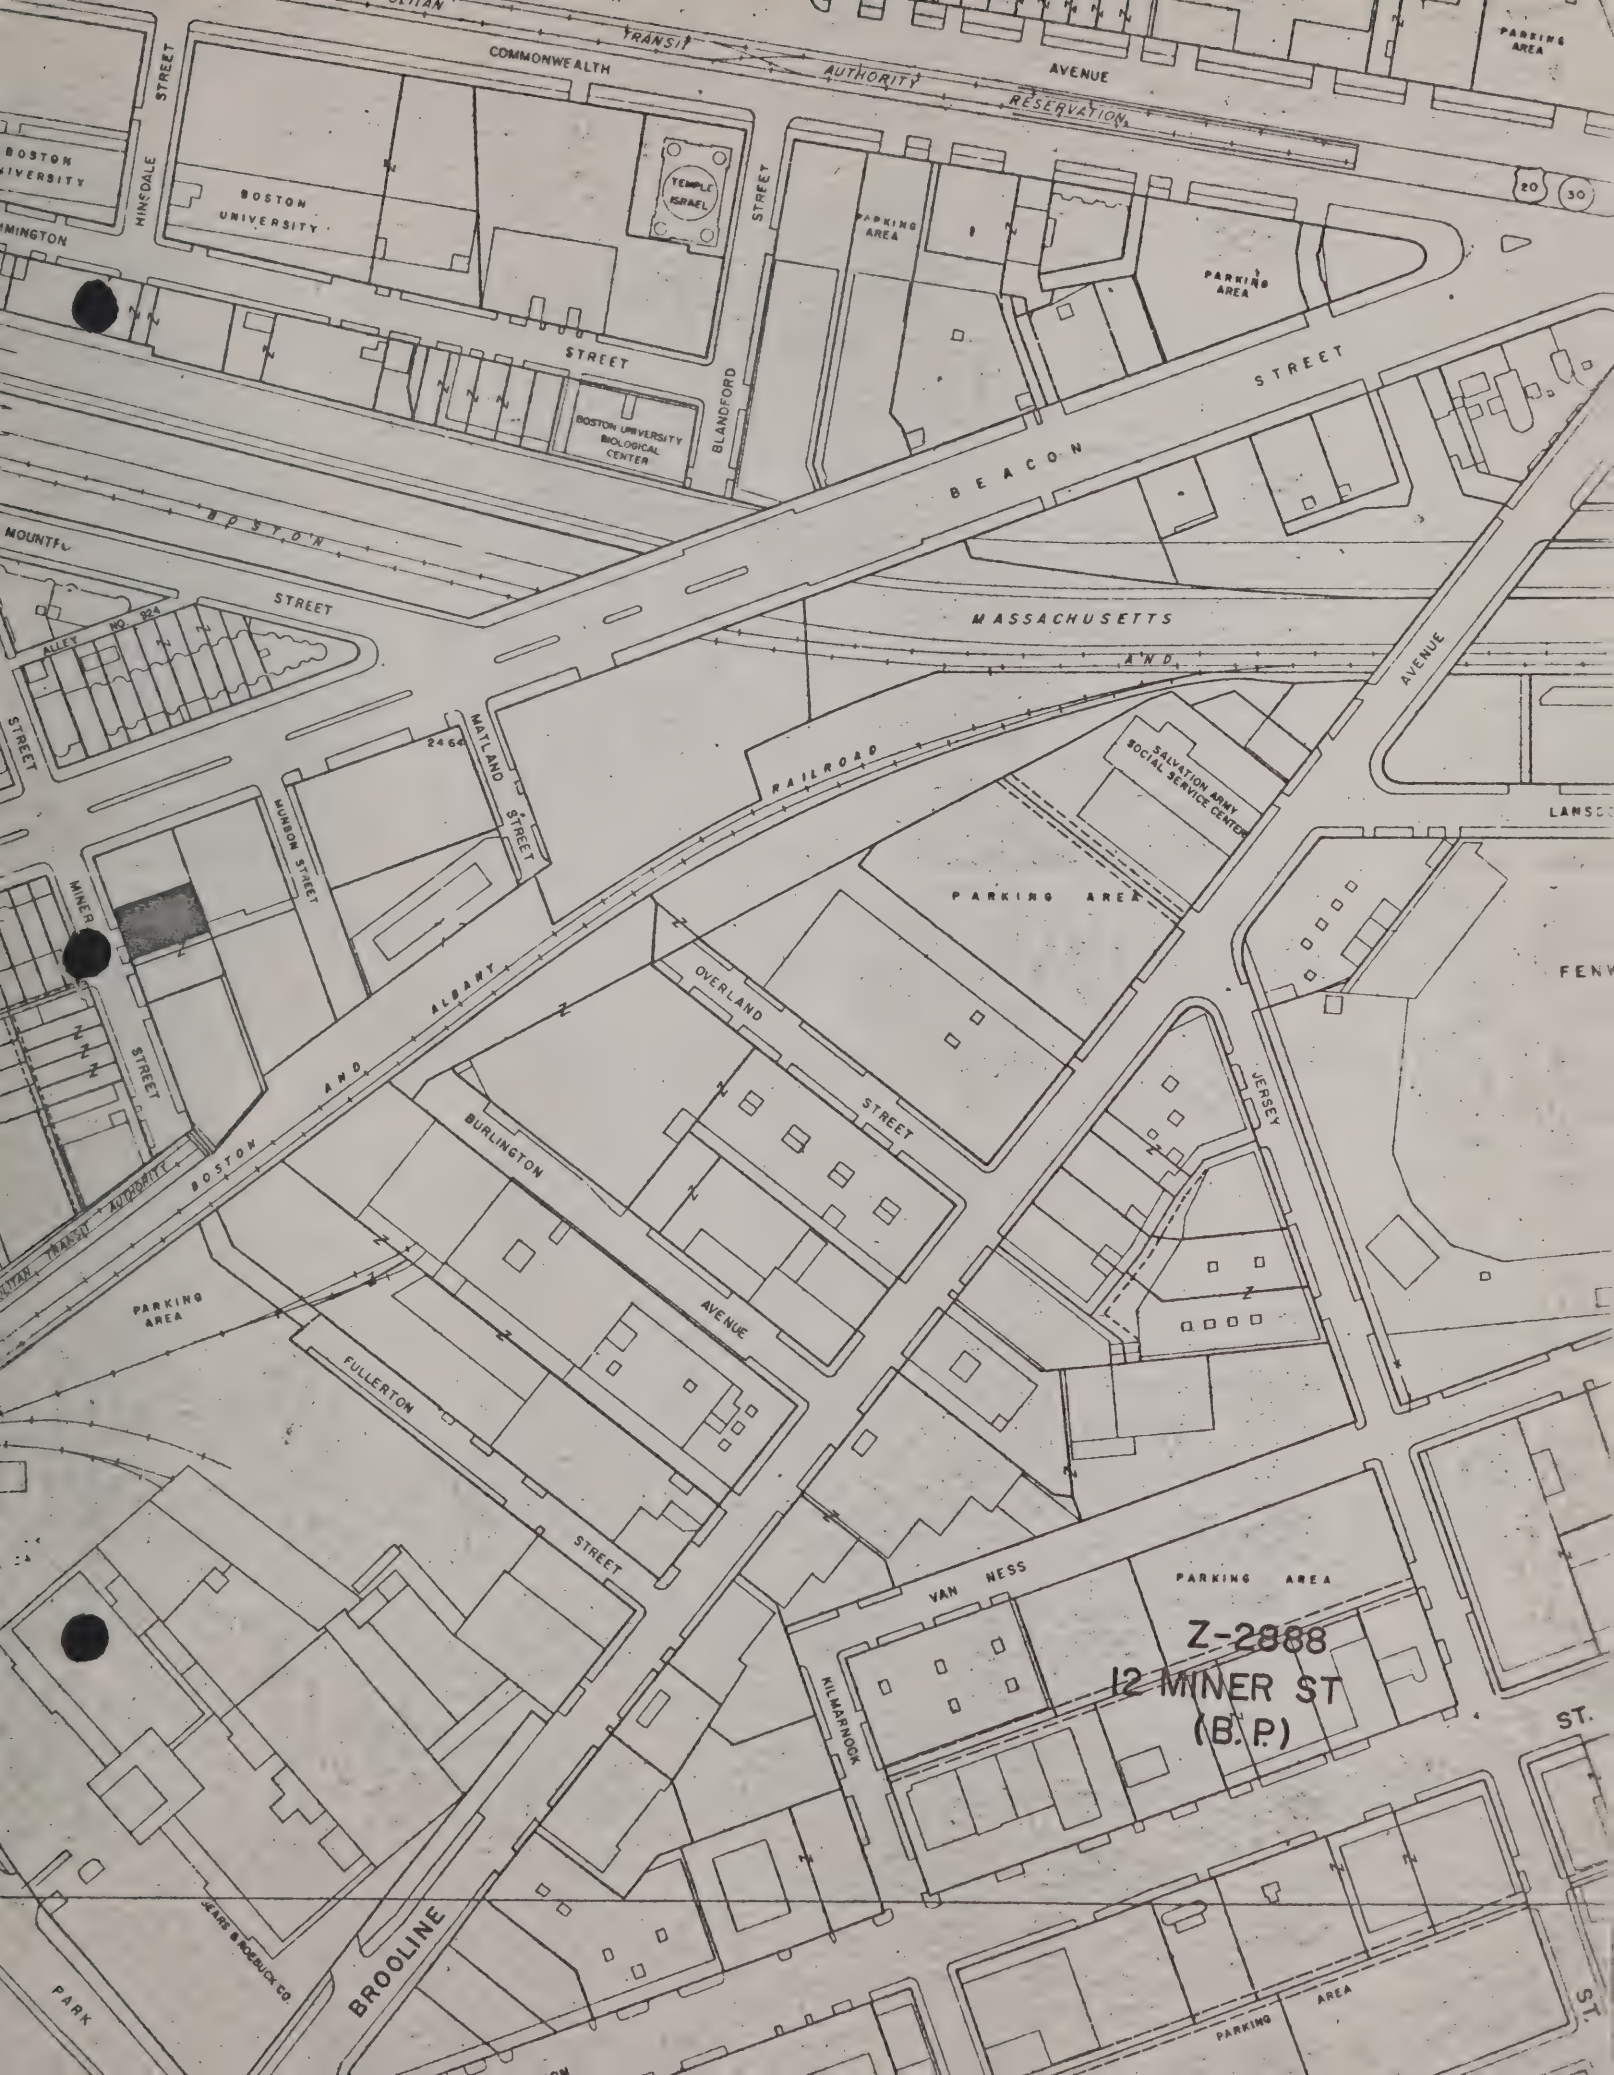 TRANSIT
AUTHORITY
RESERVATION
COMMONWEALTH
AVENUE
PARKING
AREA
20
30
STREET
HINSDALE
BOSTON
BOSTON
UNIVERSITY
TEMPLE
ISRAEL
STREET
BLANDFORD
PARKING
AREA
PARKING
AREA
STREET
BOSTON UNIVERSITY
BIOLOGICAL
CENTER
BEACON
STREET
BOSTON
STREET
ALLEY NO. 924
MASSACHUSETTS
AND
AVENUE
STREET
2464
MATLAND
STREET
MUNSON STREET
RAILROAD
SALVATION ARMY
SOCIAL SERVICE CENTER
PARKING AREA
MINER
STREET
OVERLAND
STREET
ALBANY
AND
BOSTON
TRANSIT AUTHORITY
JERSEY
BURLINGTON
AVENUE
PARKING
AREA
FULLERTON
STREET
VAN NESS
PARKING AREA
Z-2888
12 MINER ST
(B.P.)
KILMARNOCK
ST.
SEARS & ROEBUCK CO.
BROOLINE
PARK
PARKING
AREA
ST.